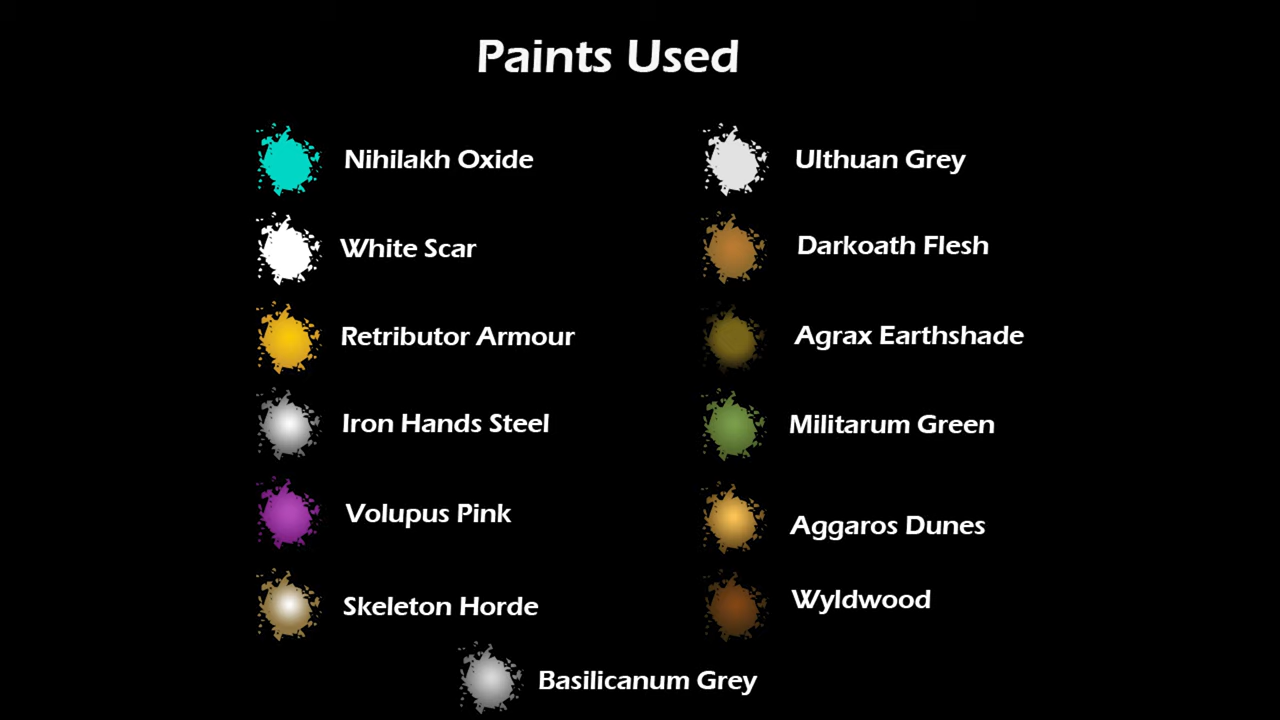 Paints Used
Nihilakh Oxide
Ulthuan Grey
White Scar
Darkoath Flesh
Retributor Armour
Agrax Earthshade
Iron Hands Steel
Militarum Green
Volupus Pink
Aggaros Dunes
Skeleton Horde
Wyldwood
Basilicanum Grey